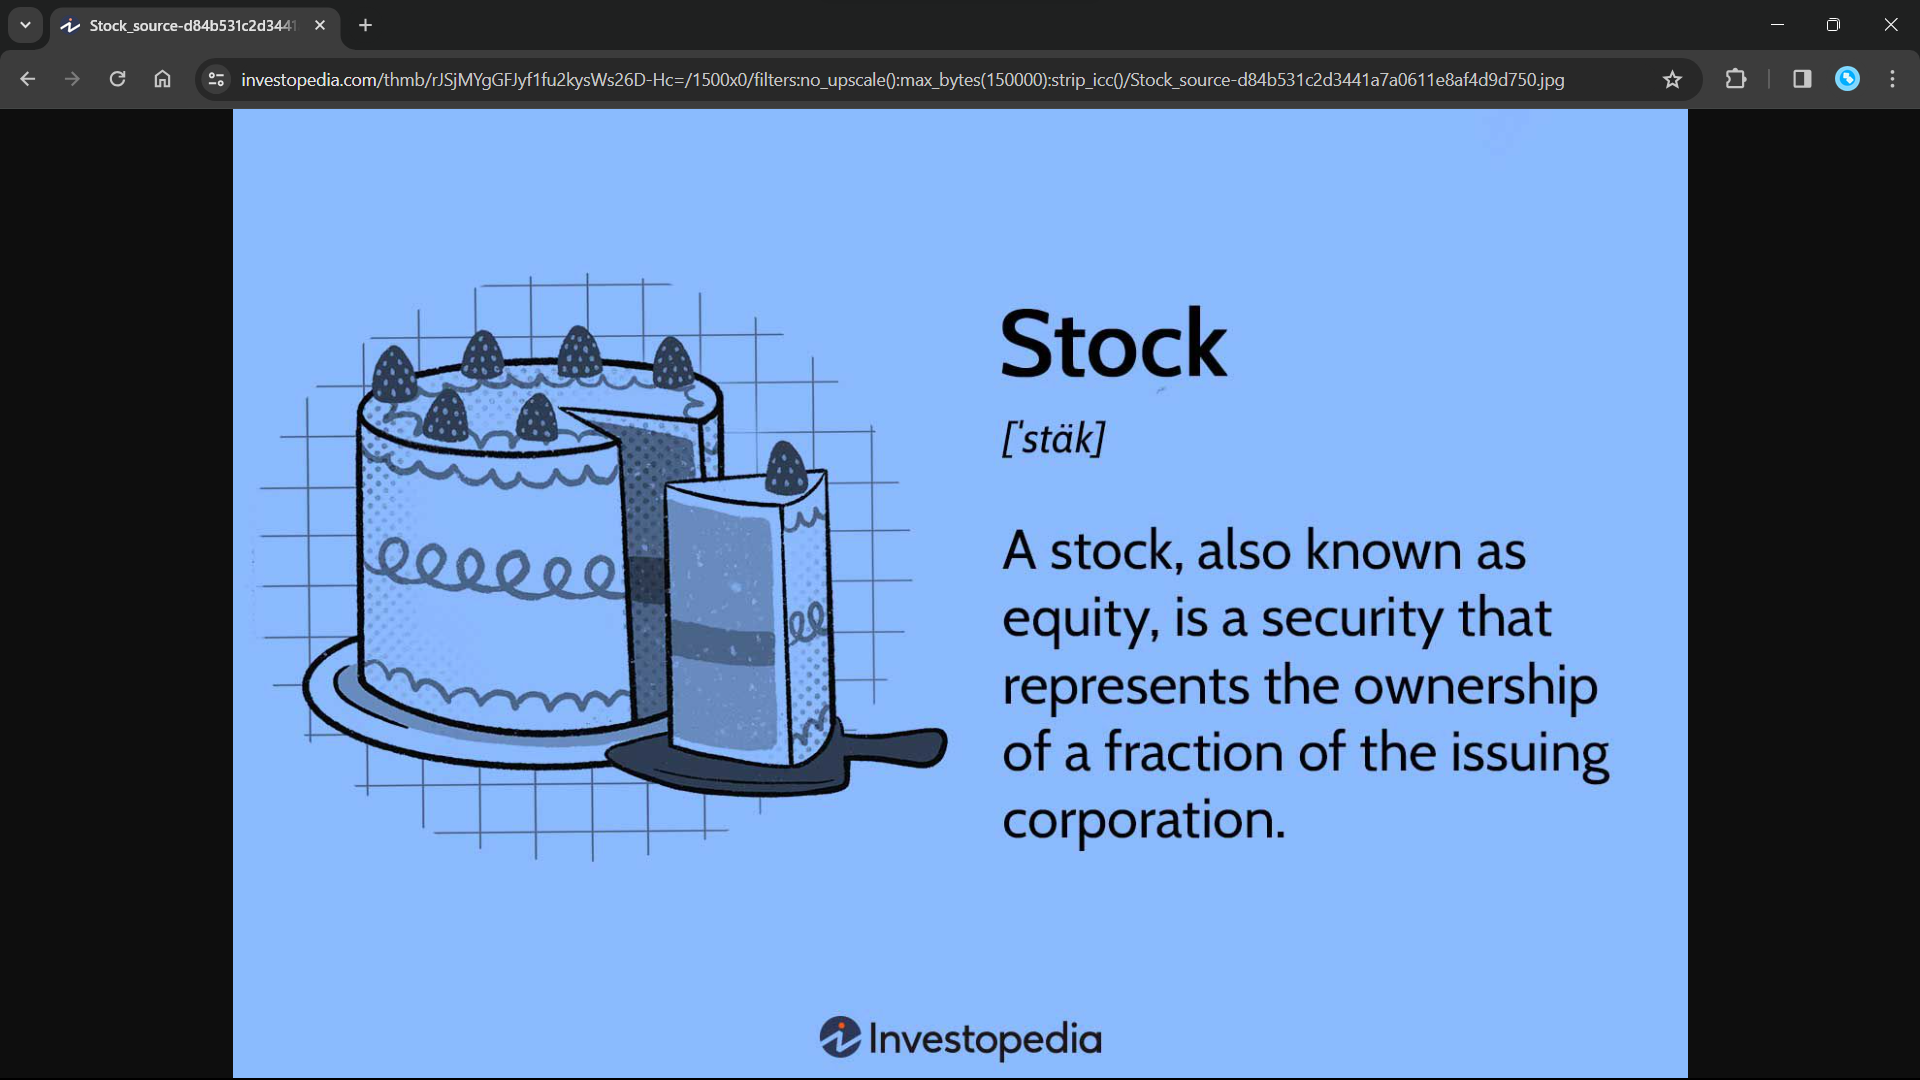 Stock_source-d84b531c2d3441
investopedia.com/thmb/rJSjMYgGFJyf1fu2kysWs26D-Hc=/1500x0/filters:no_upscale():max_bytes(150000):strip_icc()/Stock_source-d84b531c2d3441a7a0611e8af4d9d750.jpg
Stock
['stäk]
A stock, also known as
equity, is a security that
represents the ownership
of a fraction of the issuing
corporation.
Investopedia